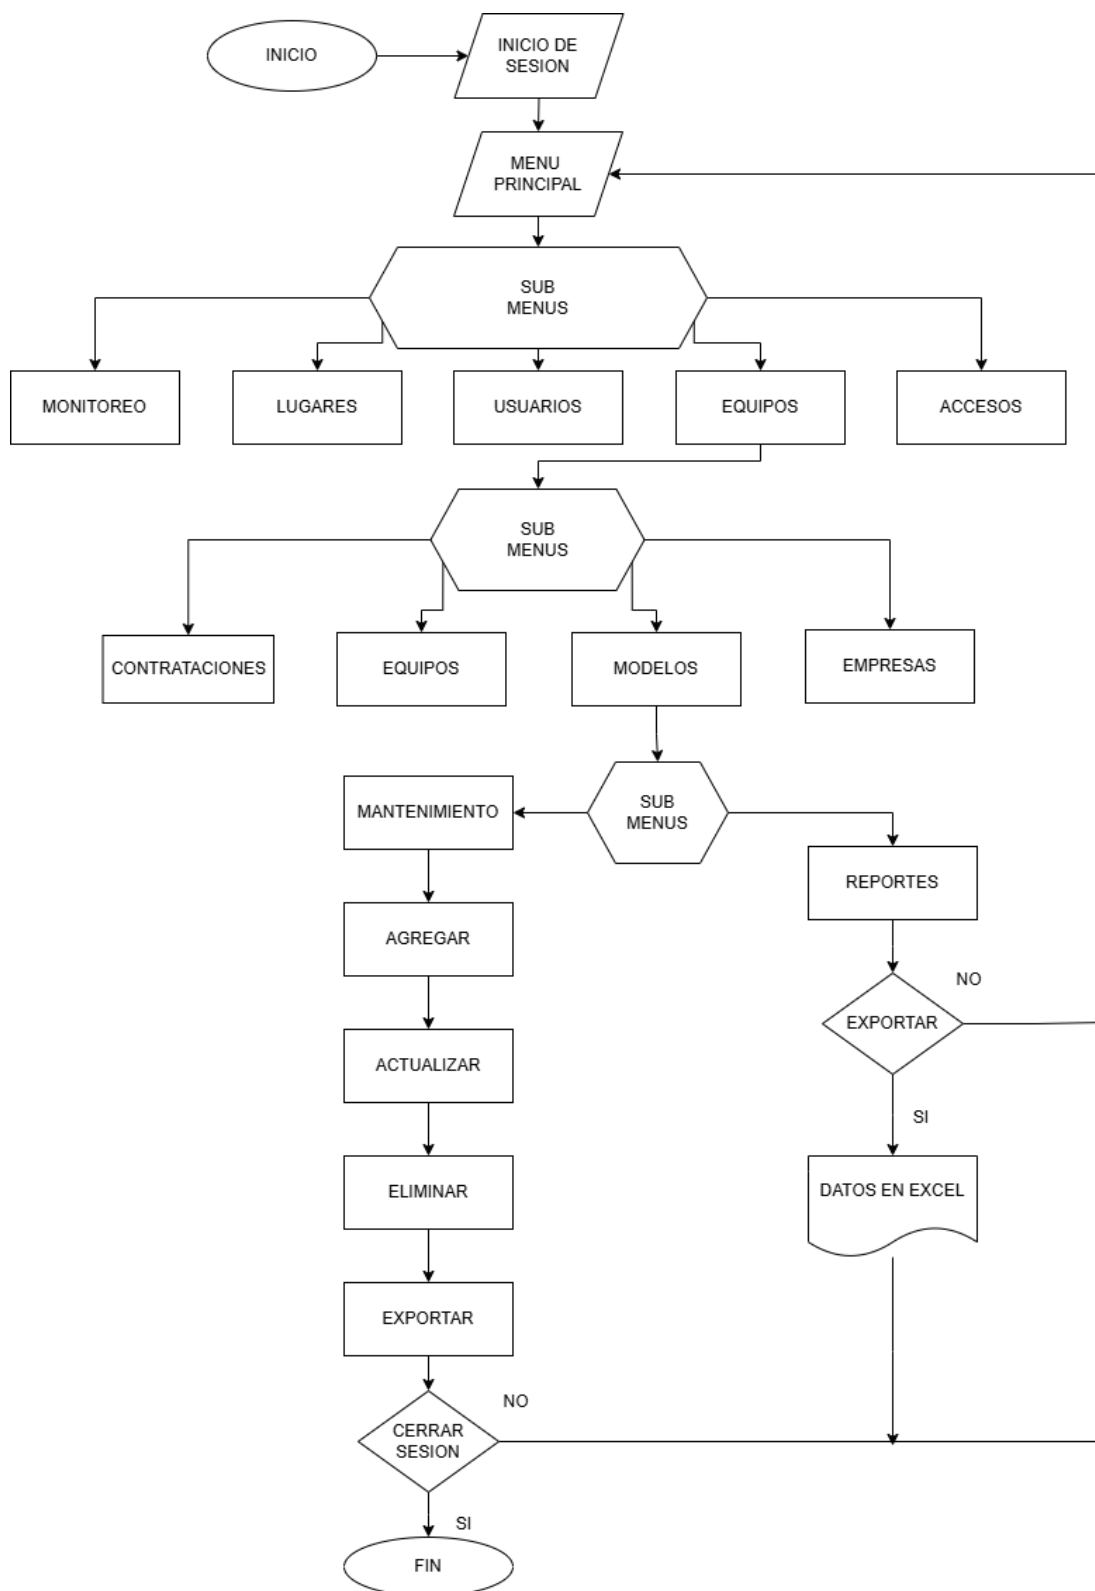 INICIO
INICIO DE
SESION
MENU
PRINCIPAL
SUB
MENUS
MONITOREO
LUGARES
USUARIOS
EQUIPOS
ACCESOS
SUB
MENUS
CONTRATACIONES
EQUIPOS
MODELOS
EMPRESAS
SUB
MENUS
MANTENIMIENTO
REPORTES
AGREGAR
NO
EXPORTAR
ACTUALIZAR
SI
ELIMINAR
DATOS EN EXCEL
EXPORTAR
NO
CERRAR
SESION
SI
FIN